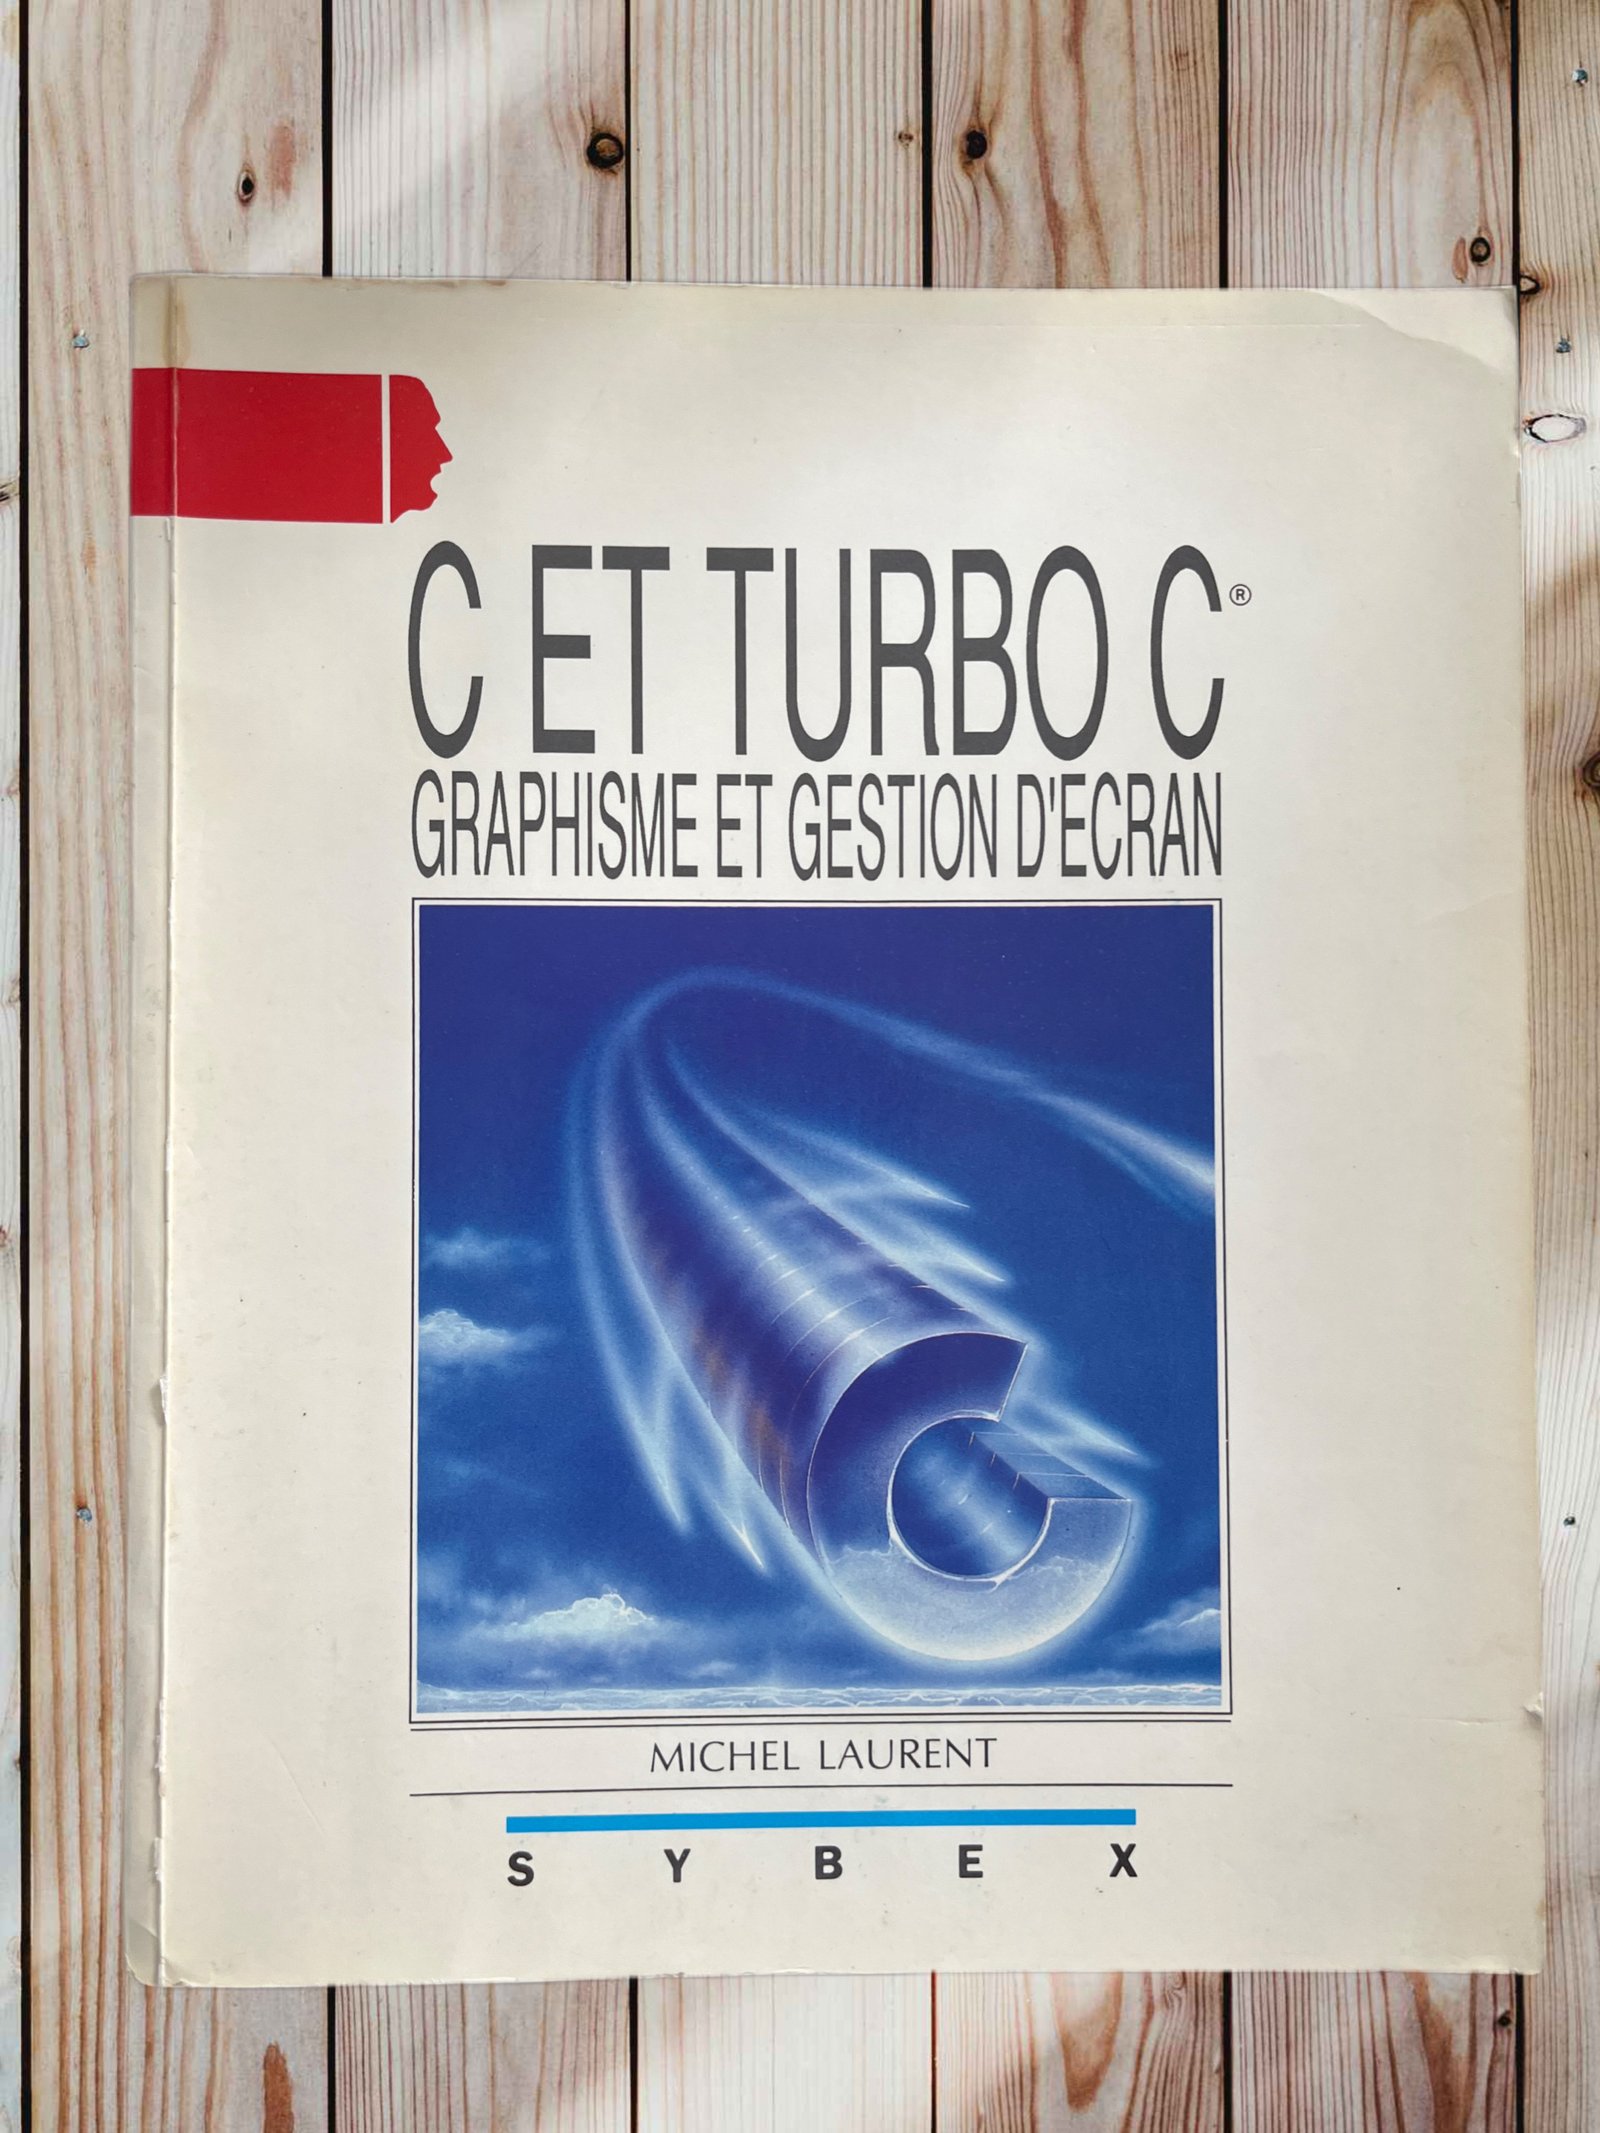 C ET TURBO C®
GRAPHISME ET GESTION D'ECRAN
MICHEL LAURENT
SYBEX